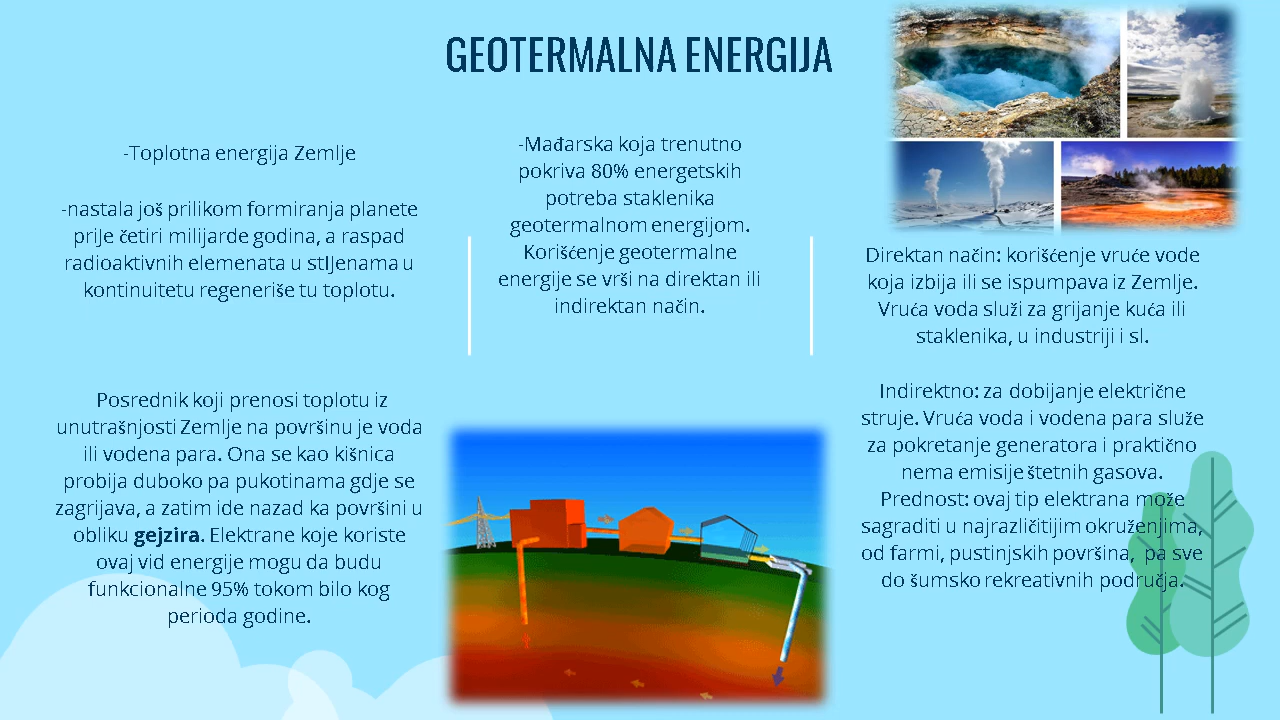 GEOTERMALNA ENERGIJA
-Toplotna energija Zemlje
-nastala još prilikom formiranja planete
priJe četiri milijarde godina, a raspad
radioaktivnih elemenata u stIJenama u
kontinuitetu regeneriše tu toplotu.
Posrednik koji prenosi toplotu iz
unutrašnjosti Zemlje na površinu je voda
ili vodena para. Ona se kao kišnica
probija duboko pa pukotinama gdje se
zagrijava, a zatim ide nazad ka površini u
obliku gejzira. Elektrane koje koriste
ovaj vid energije mogu da budu
funkcionalne 95% tokom bilo kog
perioda godine.
-Mađarska koja trenutno
pokriva 80% energetskih
potreba staklenika
geotermalnom energijom.
Korišćenje geotermalne
energije se vrši na direktan ili
indirektan način.
Direktan način: korišćenje vruće vode
koja izbija ili se ispumpava iz Zemlje.
Vruća voda služi za grijanje kuća ili
staklenika, u industriji i sl.
Indirektno: za dobijanje električne
struje. Vruća voda i vodena para služe
za pokretanje generatora i praktično
nema emisije štetnih gasova.
Prednost: ovaj tip elektrana može
sagraditi u najrazličitijim okruženjima,
od farmi, pustinjskih površina, pa sve
do šumsko rekreativnih područja.